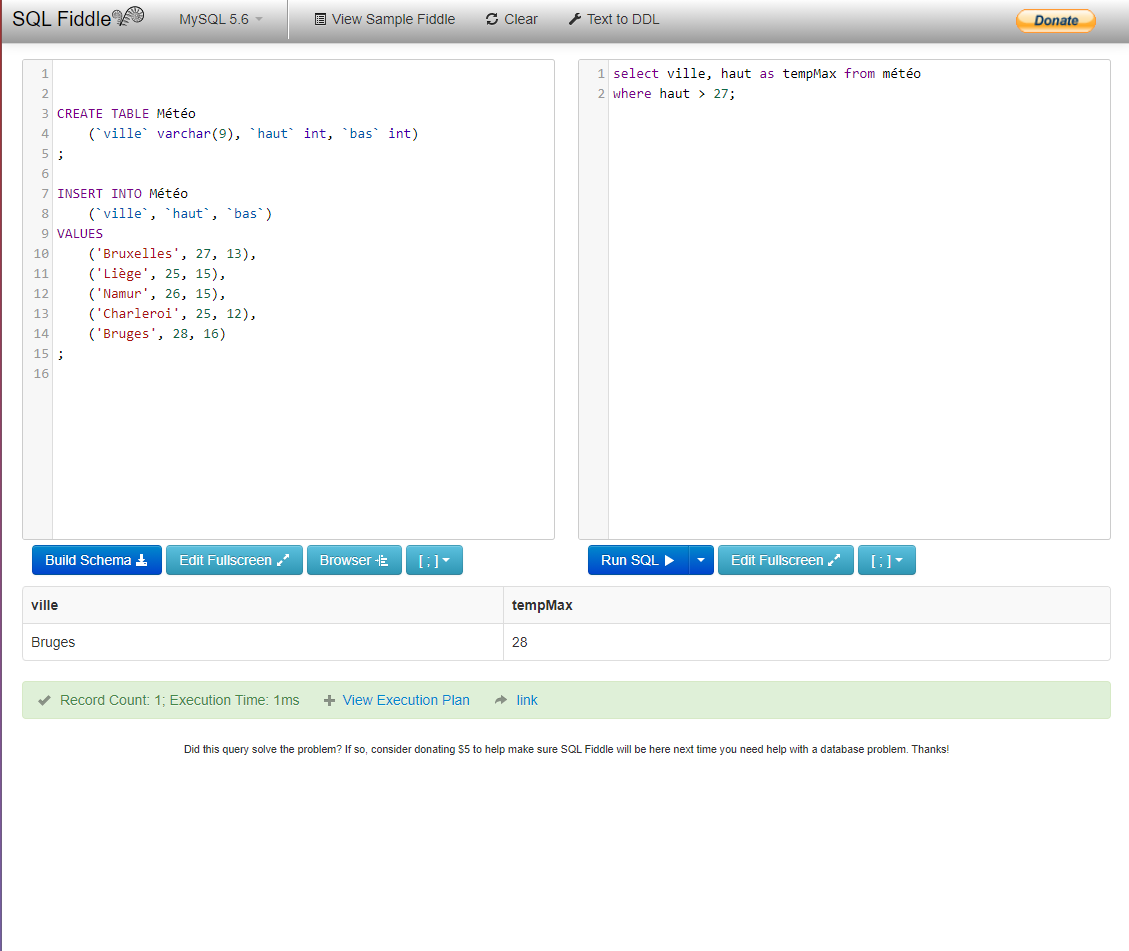 SQL Fiddle MySQL 5.6 View Sample Fiddle Clear Text to DDL Donate
1
2
3 CREATE TABLE Météo
4 (`ville` varchar(9), `haut` int, `bas` int)
5 ;
6
7 INSERT INTO Météo
8 (`ville`, `haut`, `bas`)
9 VALUES
10 ('Bruxelles', 27, 13),
11 ('Liège', 25, 15),
12 ('Namur', 26, 15),
13 ('Charleroi', 25, 12),
14 ('Bruges', 28, 16)
15 ;
16
1 select ville, haut as tempMax from météo
2 where haut > 27;
Build Schema Edit Fullscreen Browser [ ; ]
Run SQL Edit Fullscreen [ ; ]
ville tempMax
Bruges 28
Record Count: 1; Execution Time: 1ms View Execution Plan link
Did this query solve the problem? If so, consider donating $5 to help make sure SQL Fiddle will be here next time you need help with a database problem. Thanks!